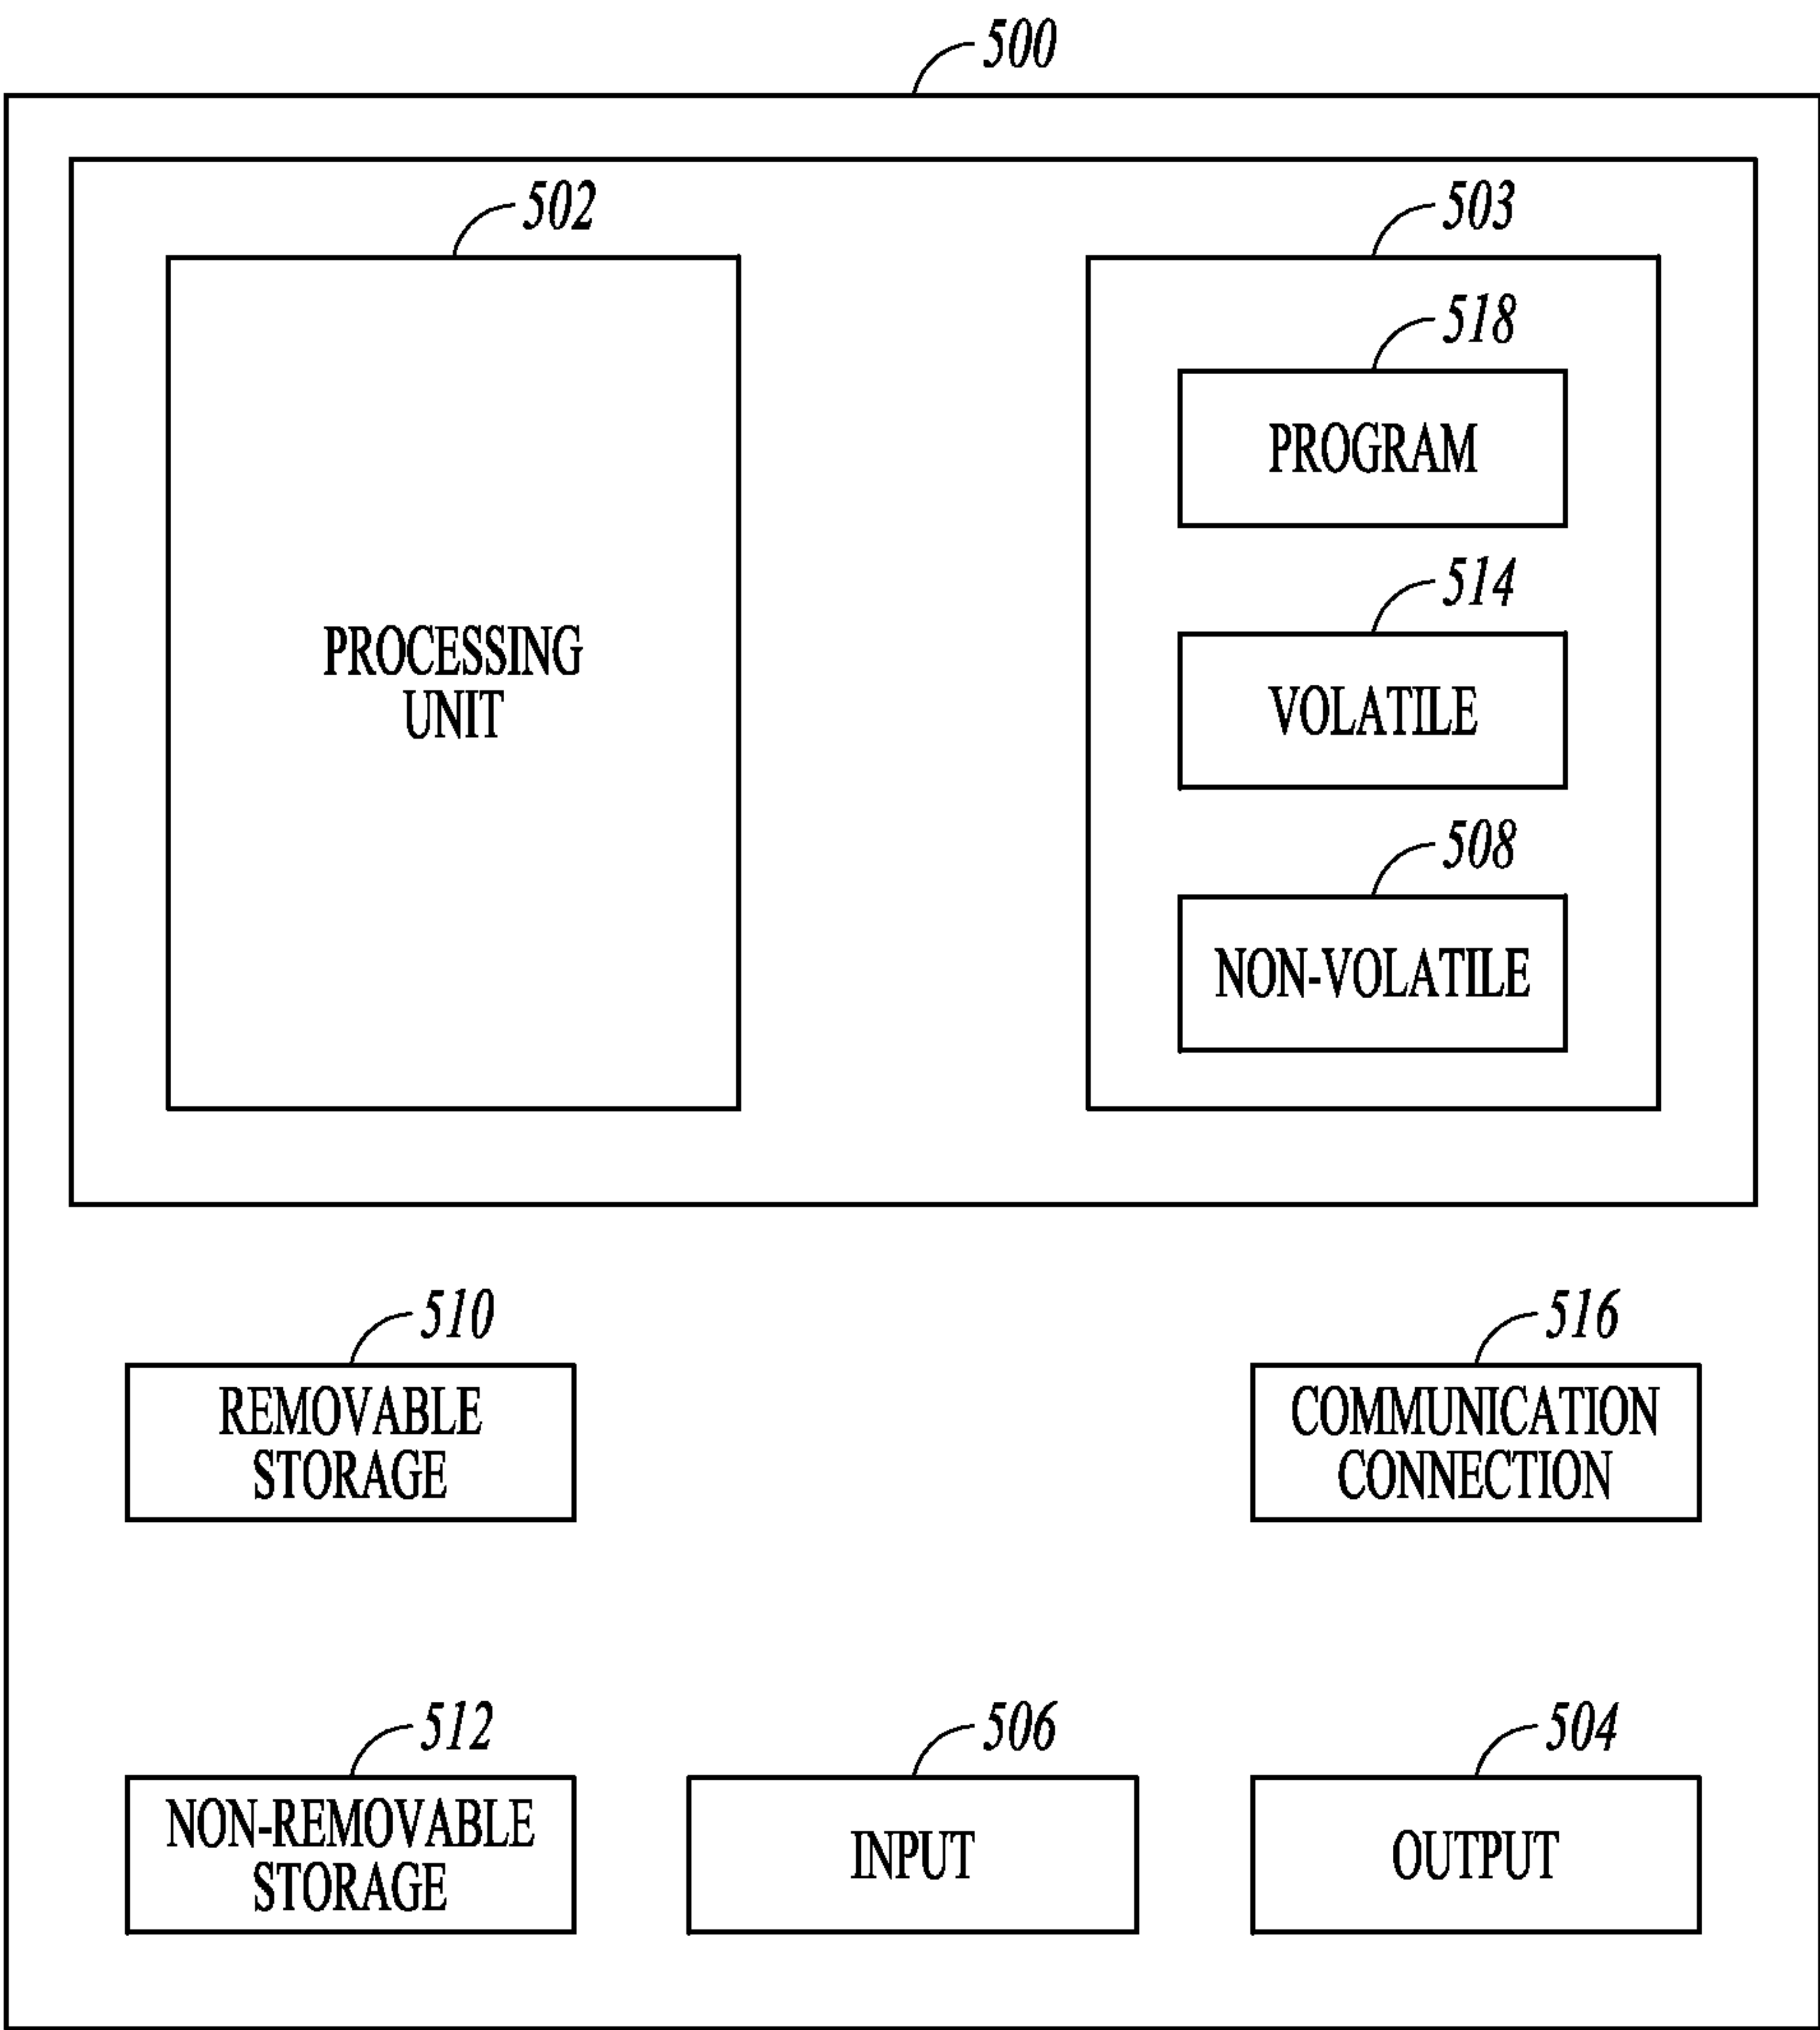 500
502
503
518
PROGRAM
514
PROCESSING
UNIT
VOLATILE
508
NON-VOLATILE
510
516
REMOVABLE
STORAGE
COMMUNICATION
CONNECTION
512
506
504
NON-REMOVABLE
STORAGE
INPUT
OUTPUT